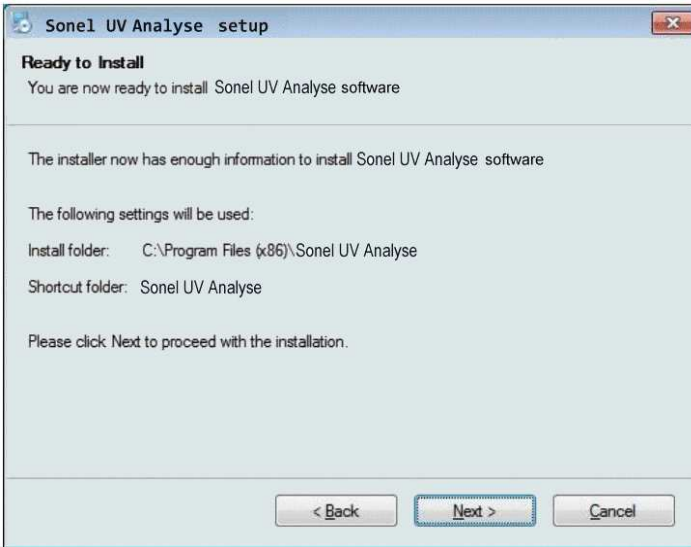 Sonel UV Analyse setup
Ready to Install
You are now ready to install Sonel UV Analyse software
The installer now has enough information to install Sonel UV Analyse software
The following settings will be used:
Install folder: C:\Program Files (x86)\Sonel UV Analyse
Shortcut folder: Sonel UV Analyse
Please click Next to proceed with the installation.
< Back Next > Cancel